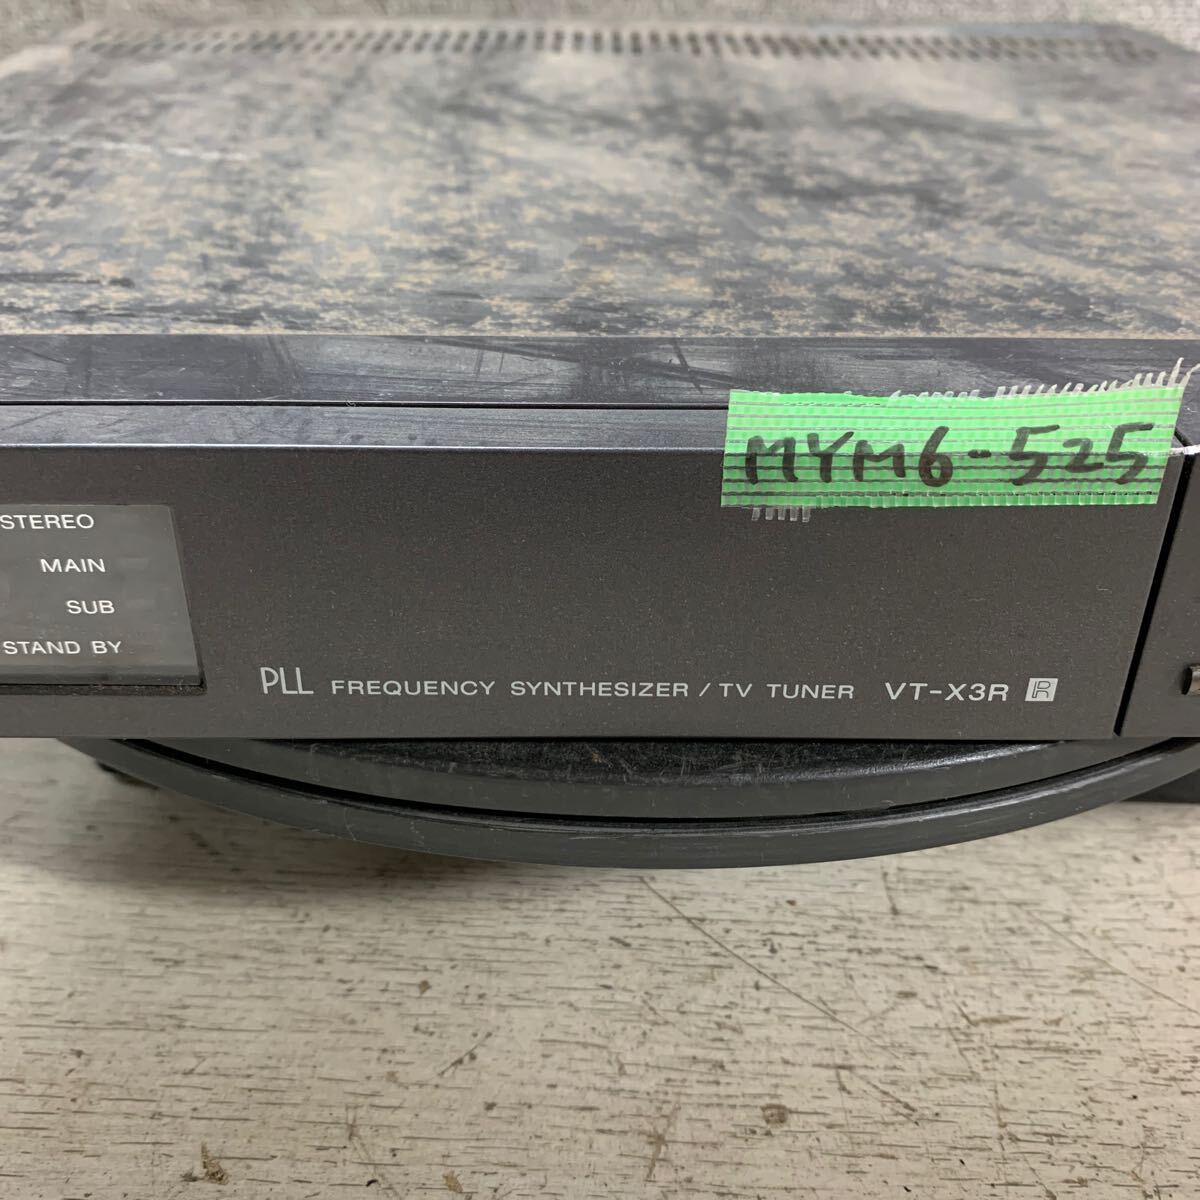 MYM6-525
STEREO
MAIN
SUB
STAND BY
PLL FREQUENCY SYNTHESIZER / TV TUNER VT-X3R R